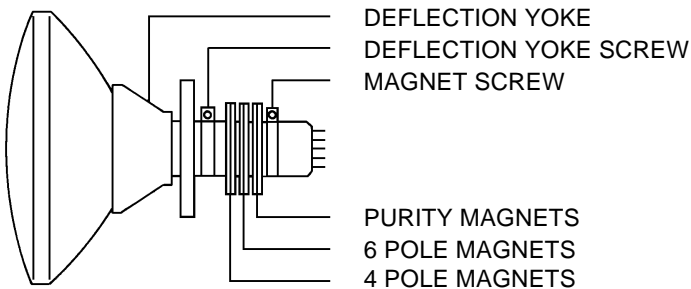 DEFLECTION YOKE
DEFLECTION YOKE SCREW
MAGNET SCREW
PURITY MAGNETS
6 POLE MAGNETS
4 POLE MAGNETS